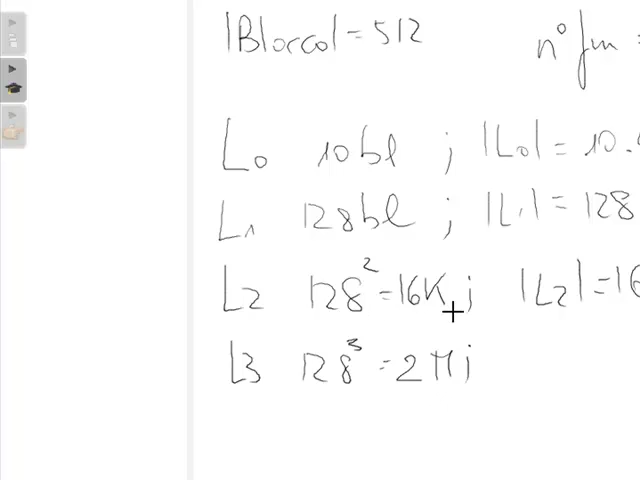 |Blocco| = 512
n° fm =
L0 10 bl ; |L0| = 10.
L1 128 bl ; |L1| = 128
L2 128² = 16K ; |L2| = 16
L3 128³ = 2M ;